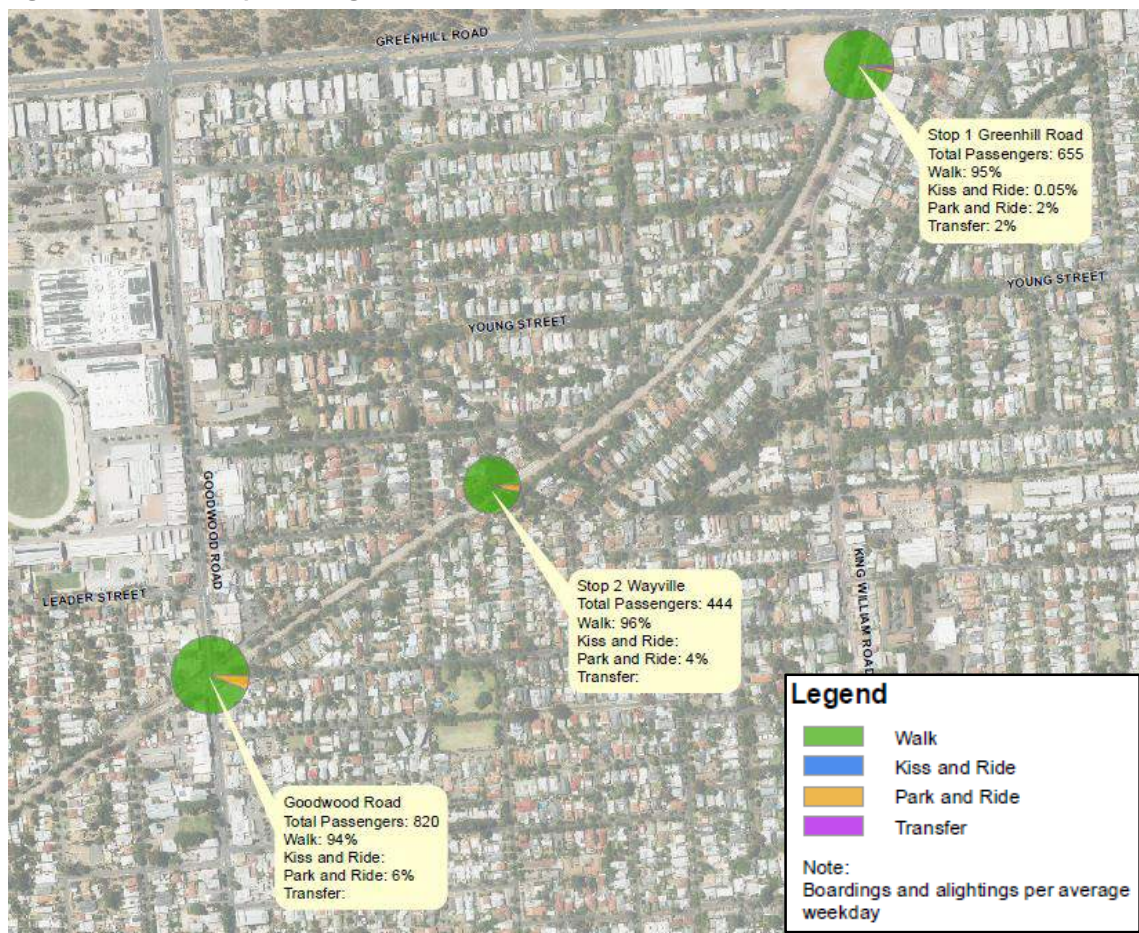 GREENHILL ROAD
Stop 1 Greenhill Road
Total Passengers: 655
Walk: 95%
Kiss and Ride: 0.05%
Park and Ride: 2%
Transfer: 2%
YOUNG STREET
YOUNG STREET
GOODWOOD ROAD
LEADER STREET
KING WILLIAM ROAD
Stop 2 Wayville
Total Passengers: 444
Walk: 96%
Kiss and Ride:
Park and Ride: 4%
Transfer:
Goodwood Road
Total Passengers: 820
Walk: 94%
Kiss and Ride:
Park and Ride: 6%
Transfer:
Legend
Walk
Kiss and Ride
Park and Ride
Transfer
Note:
Boardings and alightings per average
weekday